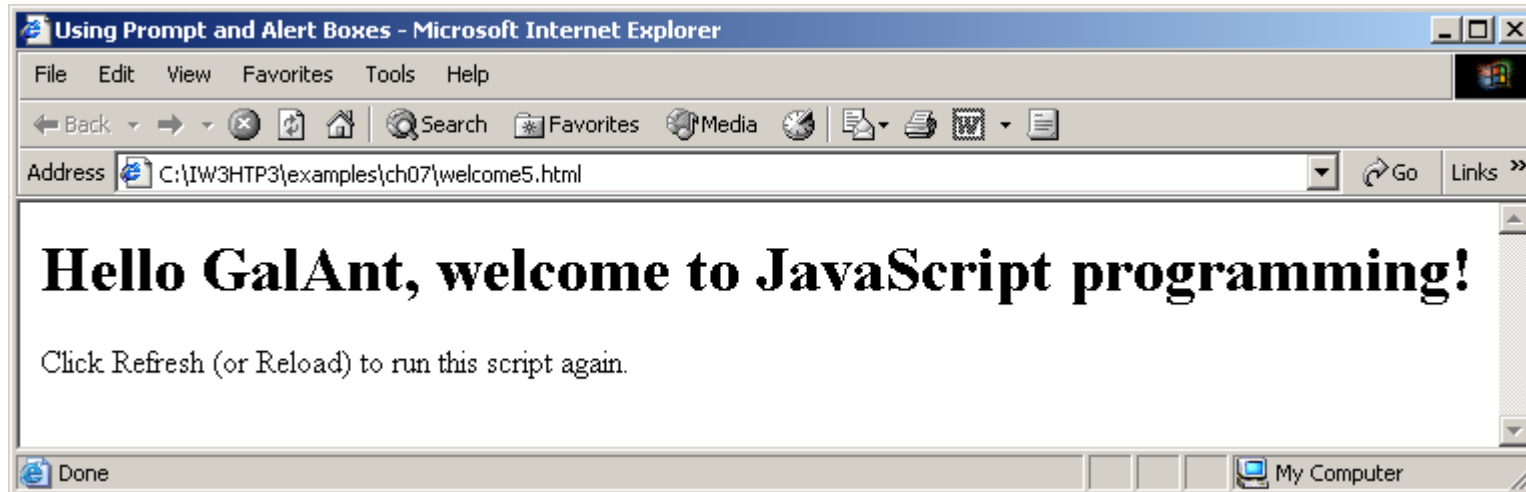 Using Prompt and Alert Boxes - Microsoft Internet Explorer
File Edit View Favorites Tools Help
Back Search Favorites Media
Address C:\IW3HTP3\examples\ch07\welcome5.html Go Links »
Hello GalAnt, welcome to JavaScript programming!
Click Refresh (or Reload) to run this script again.
Done My Computer